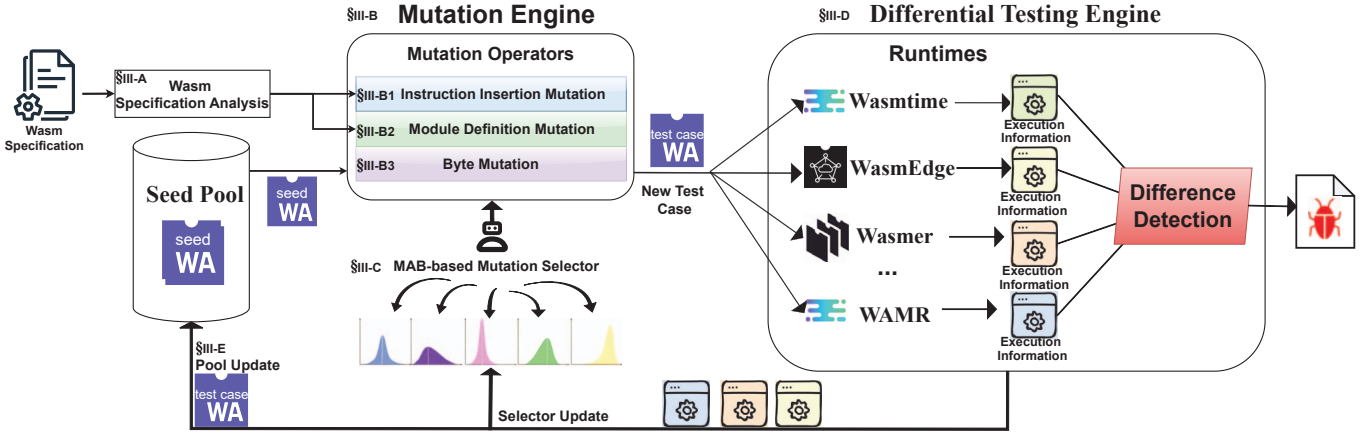 §III-B Mutation Engine
§III-D Differential Testing Engine
Mutation Operators
Runtimes
§III-A
Wasm
Specification Analysis
Wasm
Specification
§III-B1 Instruction Insertion Mutation
§III-B2 Module Definition Mutation
§III-B3 Byte Mutation
Seed Pool
seed
WA
seed
WA
test case
WA
New Test
Case
Wasmtime
Execution
Information
WasmEdge
Execution
Information
Wasmer
Execution
Information
...
WAMR
Execution
Information
Difference
Detection
§III-C MAB-based Mutation Selector
§III-E
Pool Update
test case
WA
Selector Update